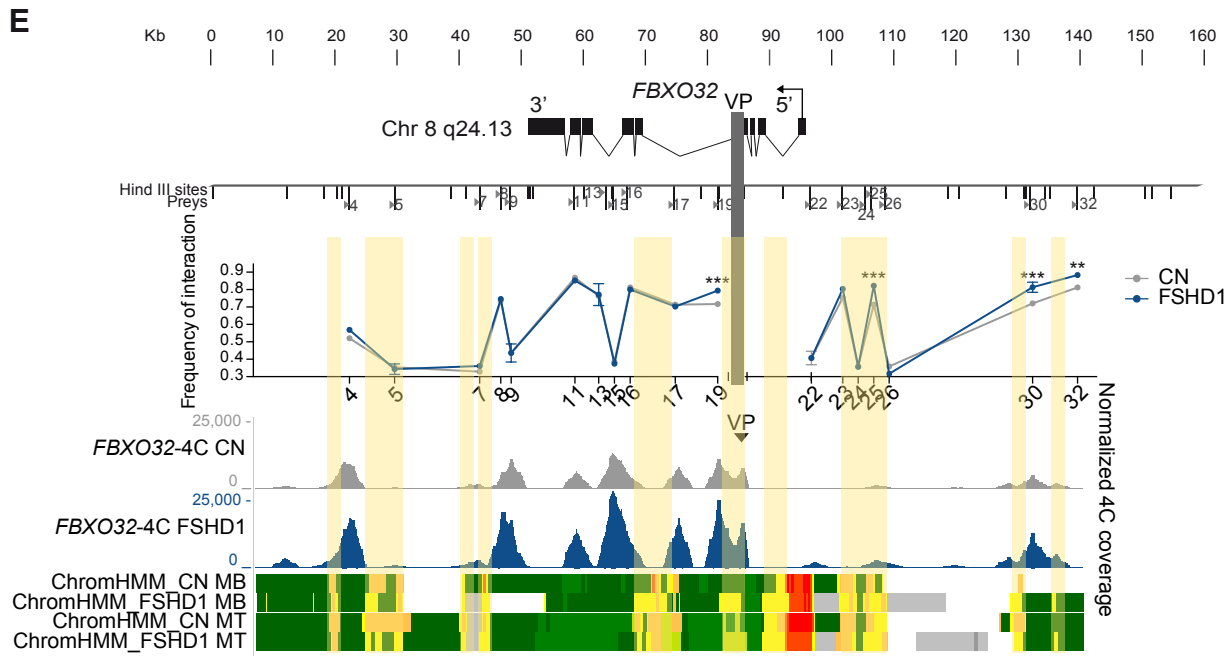 E
Kb 0 10 20 30 40 50 60 70 80 90 100 110 120 130 140 150 160
FBXO32 VP
3’ 5’
Chr 8 q24.13
Hind III sites
Preys
4 5 7 8 9 11 13 15 16 17 19 22 23 24 25 26 30 32
Frequency of interaction
0.9
0.8
0.7
0.6
0.5
0.4
0.3
*** *** *** **
CN
FSHD1
4 5 7 8 9 11 13 15 16 17 19 22 23 24 25 26 30 32
VP
Normalized 4C coverage
25,000 -
FBXO32-4C CN
0 -
25,000 -
FBXO32-4C FSHD1
0 -
ChromHMM_CN MB
ChromHMM_FSHD1 MB
ChromHMM_CN MT
ChromHMM_FSHD1 MT